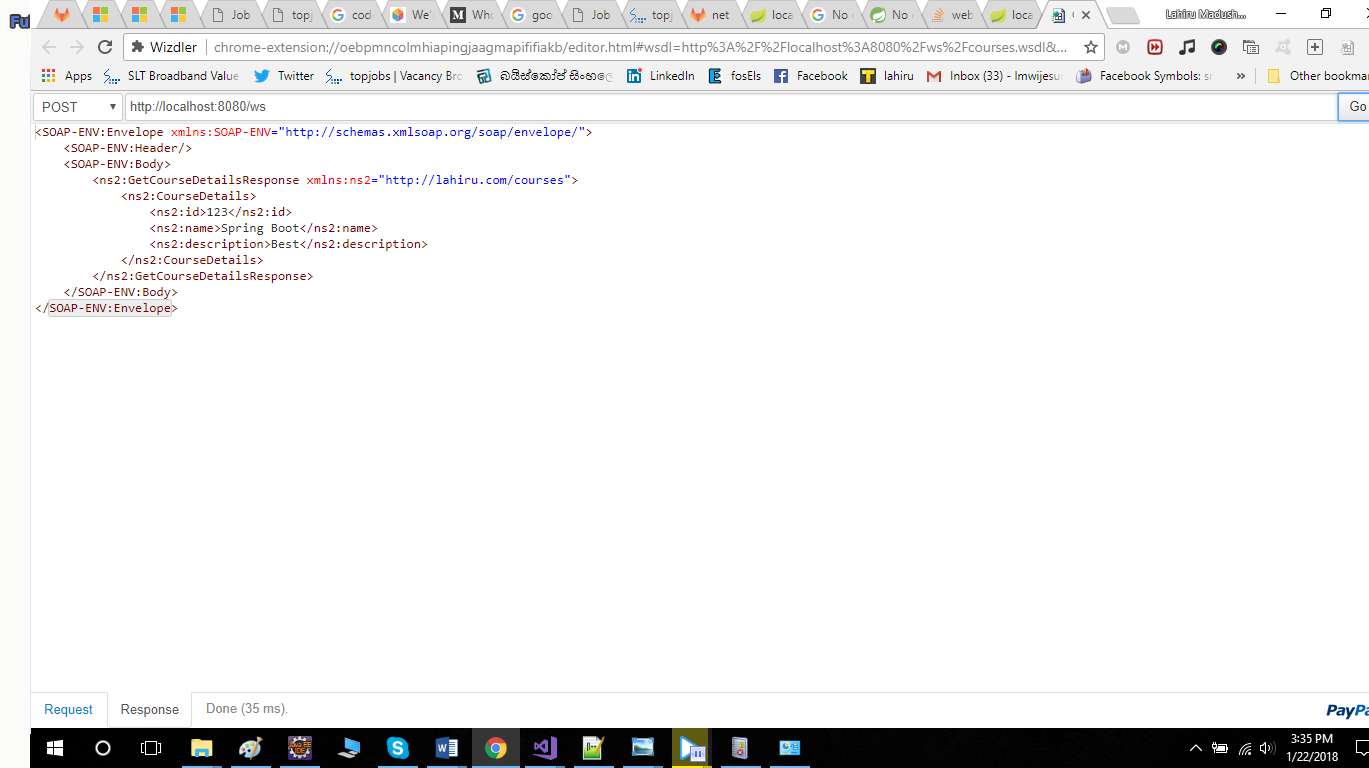 Fu
Job topj cod We' Who goo Job topj net loca No No web loca Lahiru Madush...
Wizdler chrome-extension://oebpmncolmhiapingjaagmapififiakb/editor.html#wsdl=http%3A%2F%2Flocalhost%3A8080%2Fws%2Fcourses.wsdl&...
Apps SLT Broadband Value Twitter topjobs | Vacancy Bro බයිස්කෝප් සිංහලෙ LinkedIn fosEls Facebook lahiru Inbox (33) - lmwijesu Facebook Symbols: sm » Other bookmar
POST http://localhost:8080/ws Go
<SOAP-ENV:Envelope xmlns:SOAP-ENV="http://schemas.xmlsoap.org/soap/envelope/">
<SOAP-ENV:Header/>
<SOAP-ENV:Body>
<ns2:GetCourseDetailsResponse xmlns:ns2="http://lahiru.com/courses">
<ns2:CourseDetails>
<ns2:id>123</ns2:id>
<ns2:name>Spring Boot</ns2:name>
<ns2:description>Best</ns2:description>
</ns2:CourseDetails>
</ns2:GetCourseDetailsResponse>
</SOAP-ENV:Body>
</SOAP-ENV:Envelope>
Request Response Done (35 ms). PayPa
3:35 PM
1/22/2018